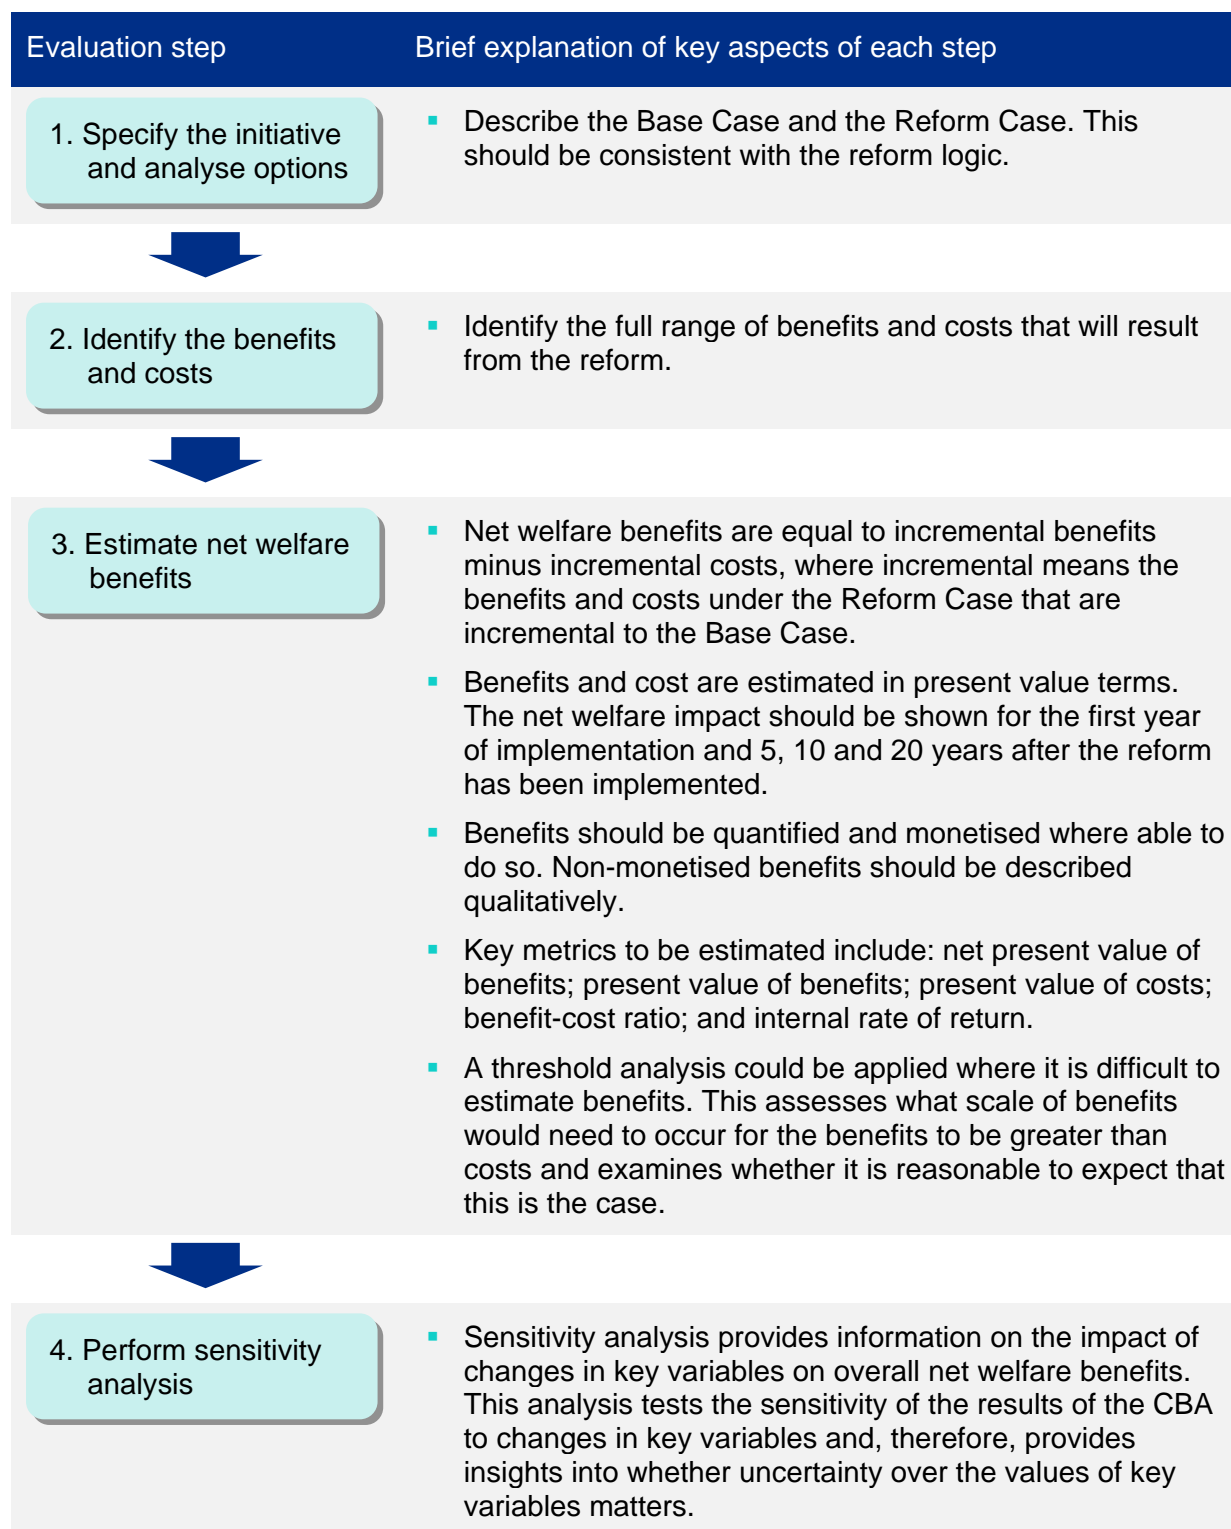 Evaluation step
Brief explanation of key aspects of each step
1. Specify the initiative
and analyse options
▪ Describe the Base Case and the Reform Case. This
should be consistent with the reform logic.
2. Identify the benefits
and costs
▪ Identify the full range of benefits and costs that will result
from the reform.
3. Estimate net welfare
benefits
▪ Net welfare benefits are equal to incremental benefits
minus incremental costs, where incremental means the
benefits and costs under the Reform Case that are
incremental to the Base Case.
▪ Benefits and cost are estimated in present value terms.
The net welfare impact should be shown for the first year
of implementation and 5, 10 and 20 years after the reform
has been implemented.
▪ Benefits should be quantified and monetised where able to
do so. Non-monetised benefits should be described
qualitatively.
▪ Key metrics to be estimated include: net present value of
benefits; present value of benefits; present value of costs;
benefit-cost ratio; and internal rate of return.
▪ A threshold analysis could be applied where it is difficult to
estimate benefits. This assesses what scale of benefits
would need to occur for the benefits to be greater than
costs and examines whether it is reasonable to expect that
this is the case.
4. Perform sensitivity
analysis
▪ Sensitivity analysis provides information on the impact of
changes in key variables on overall net welfare benefits.
This analysis tests the sensitivity of the results of the CBA
to changes in key variables and, therefore, provides
insights into whether uncertainty over the values of key
variables matters.